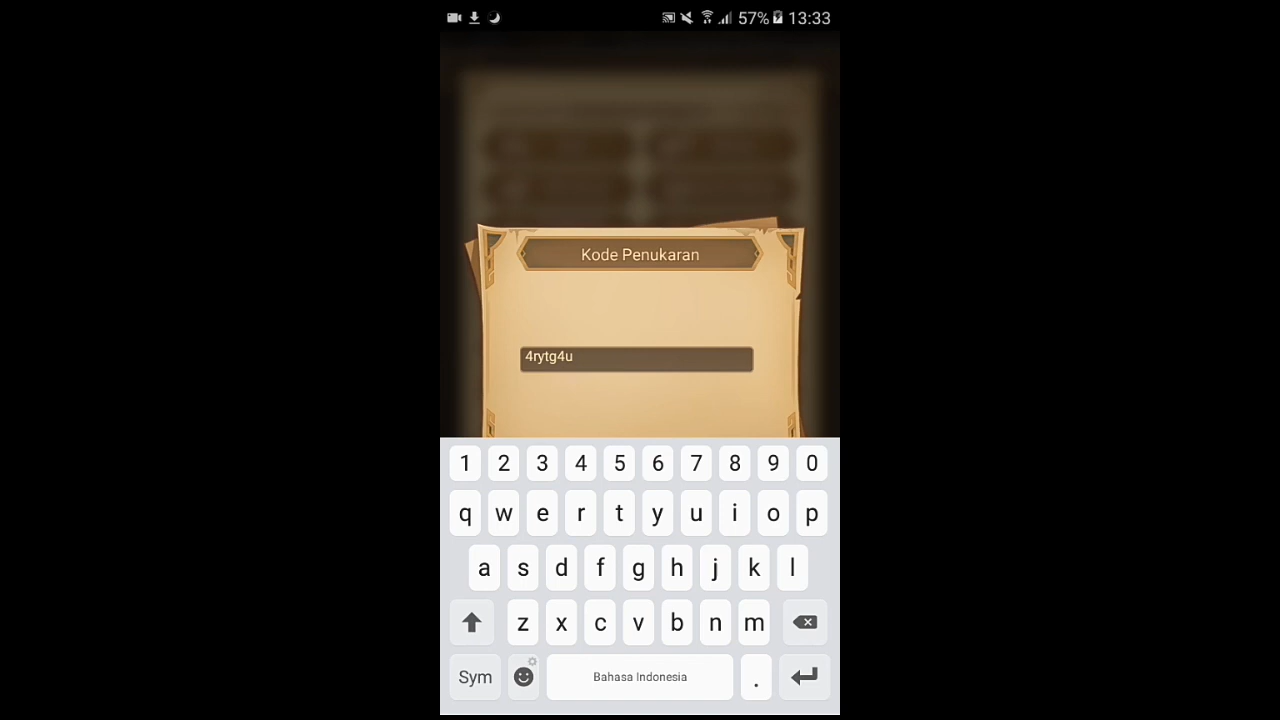 57% 13:33
Kode Penukaran
4rytg4u
1 2 3 4 5 6 7 8 9 0
q w e r t y u i o p
a s d f g h j k l
z x c v b n m
Sym Bahasa Indonesia .